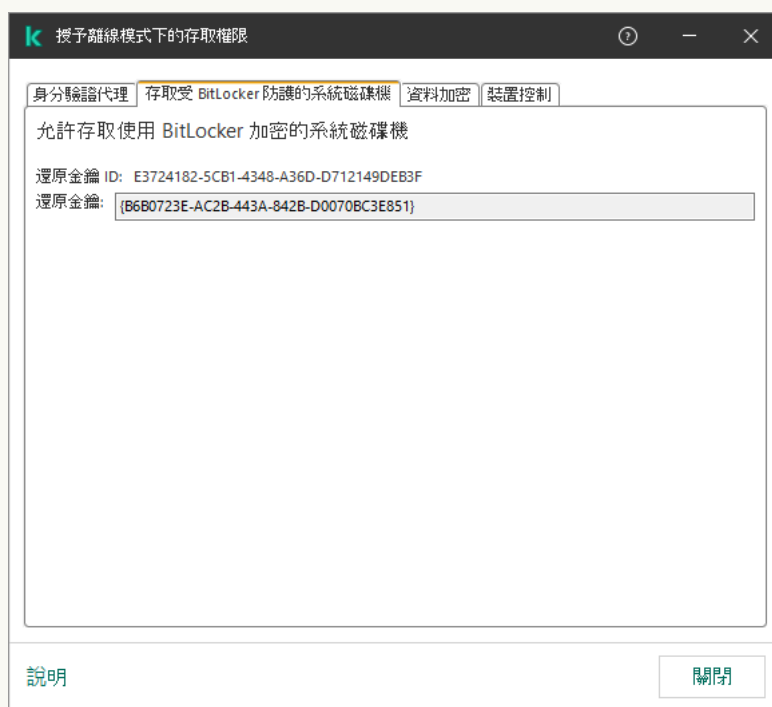 授予離線模式下的存取權限
身分驗證代理 存取受 BitLocker 防護的系統磁碟機 資料加密 裝置控制
允許存取使用 BitLocker 加密的系統磁碟機
還原金鑰 ID: E3724182-5CB1-4348-A36D-D712149DEB3F
還原金鑰: {B6B0723E-AC2B-443A-842B-D0070BC3E851}
說明 關閉